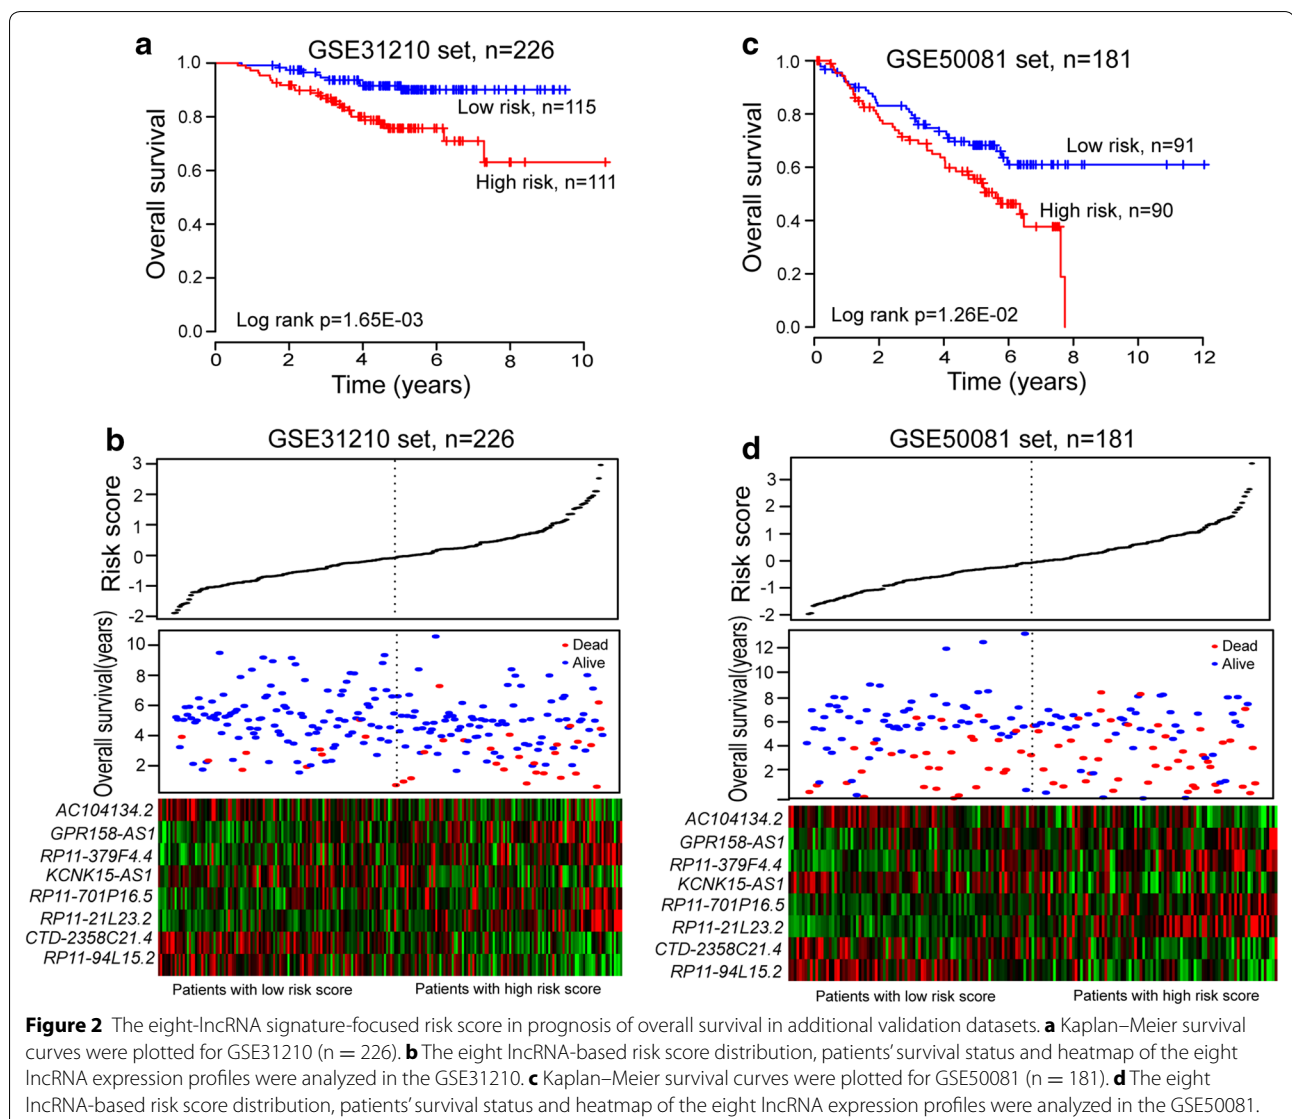 a
GSE31210 set, n=226
Overall survival
1.0
0.8
0.6
0.4
0.2
0.0
Low risk, n=115
High risk, n=111
Log rank p=1.65E-03
0 2 4 6 8 10
Time (years)
c
GSE50081 set, n=181
Overall survival
1.0
0.8
0.6
0.4
0.2
0.0
Low risk, n=91
High risk, n=90
Log rank p=1.26E-02
0 2 4 6 8 10 12
Time (years)
b
GSE31210 set, n=226
Risk score
3
2
1
0
-1
-2
Overall survival(years)
10
8
6
4
2
Dead
Alive
AC104134.2
GPR158-AS1
RP11-379F4.4
KCNK15-AS1
RP11-701P16.5
RP11-21L23.2
CTD-2358C21.4
RP11-94L15.2
Patients with low risk score Patients with high risk score
d
GSE50081 set, n=181
Risk score
3
2
1
0
-1
-2
Overall survival(years)
12
10
8
6
4
2
Dead
Alive
AC104134.2
GPR158-AS1
RP11-379F4.4
KCNK15-AS1
RP11-701P16.5
RP11-21L23.2
CTD-2358C21.4
RP11-94L15.2
Patients with low risk score Patients with high risk score
Figure 2 The eight-lncRNA signature-focused risk score in prognosis of overall survival in additional validation datasets. a Kaplan–Meier survival
curves were plotted for GSE31210 (n = 226). b The eight lncRNA-based risk score distribution, patients' survival status and heatmap of the eight
lncRNA expression profiles were analyzed in the GSE31210. c Kaplan–Meier survival curves were plotted for GSE50081 (n = 181). d The eight
lncRNA-based risk score distribution, patients' survival status and heatmap of the eight lncRNA expression profiles were analyzed in the GSE50081.